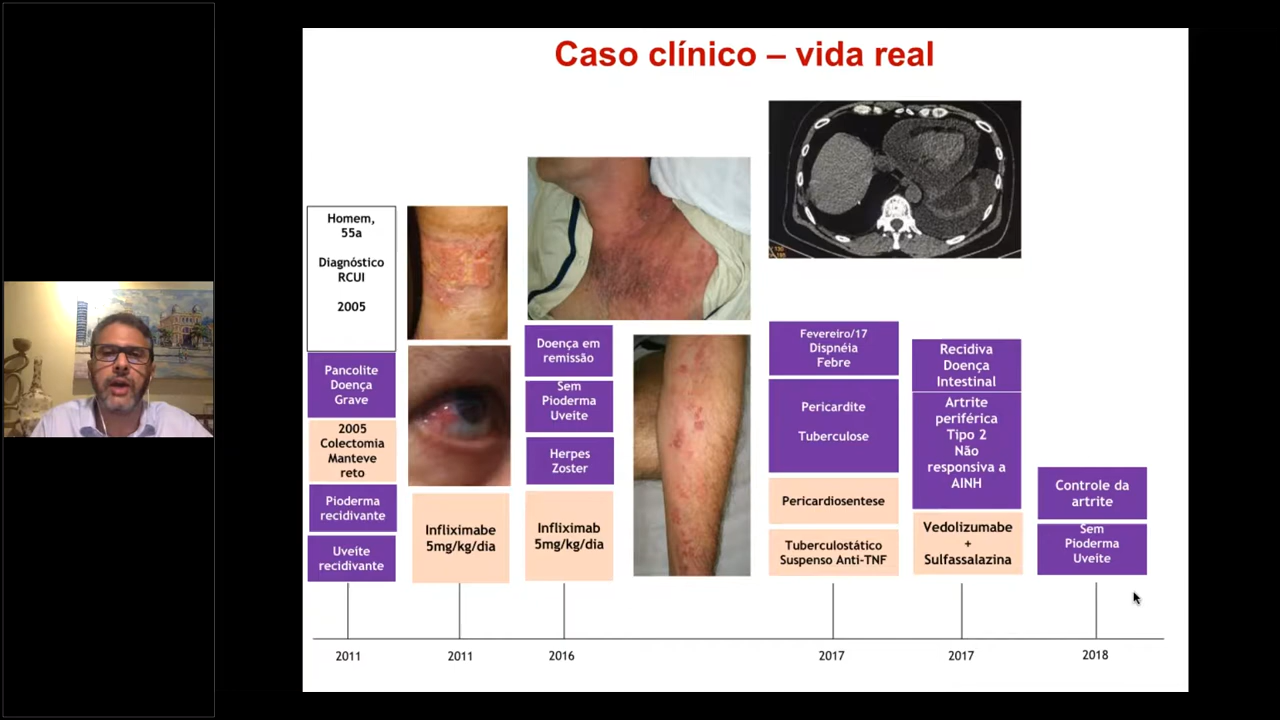 Caso clínico – vida real
Homem,
55a
Diagnóstico
RCUI
2005
Pancolite
Doença
Grave
2005
Colectomia
Manteve
reto
Pioderma
recidivante
Uveíte
recidivante
Infliximabe
5mg/kg/dia
Doença em
remissão
Sem
Pioderma
Uveíte
Herpes
Zoster
Infliximab
5mg/kg/dia
Fevereiro/17
Dispnéia
Febre
Pericardite
Tuberculose
Pericardiosentese
Tuberculostático
Suspenso Anti-TNF
Recidiva
Doença
Intestinal
Artrite
periférica
Tipo 2
Não
responsiva a
AINH
Vedolizumabe
+
Sulfassalazina
Controle da
artrite
Sem
Pioderma
Uveíte
2011
2011
2016
2017
2017
2018